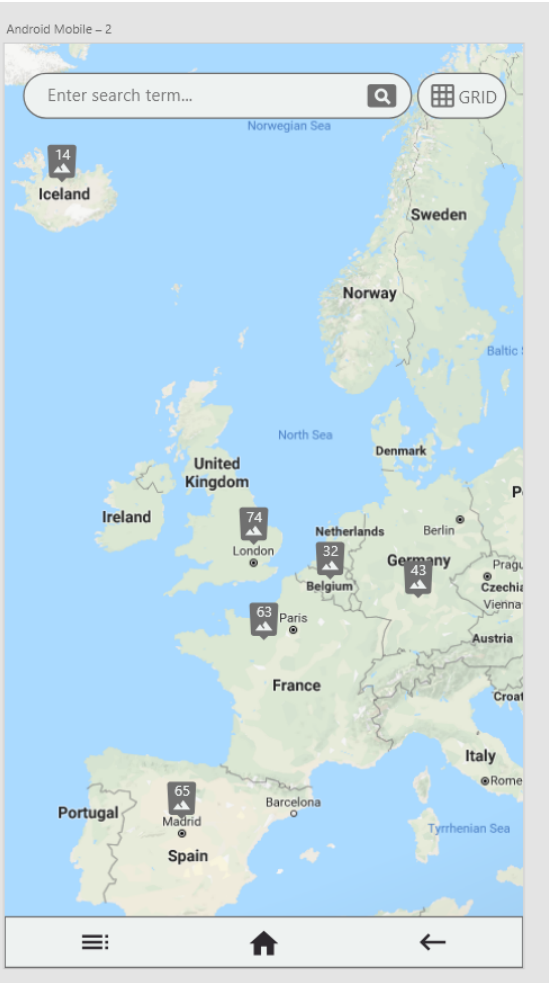 Android Mobile – 2
Enter search term...
GRID
Norwegian Sea
14
Iceland
Sweden
Norway
Baltic
North Sea
Denmark
United
Kingdom
P
Ireland
74
Netherlands
Berlin
London
32
Germany
43
Pragu
Belgium
Czechia
Vienna
63
Paris
Austria
France
Croat
Italy
Rome
65
Barcelona
Portugal
Madrid
Tyrrhenian Sea
Spain